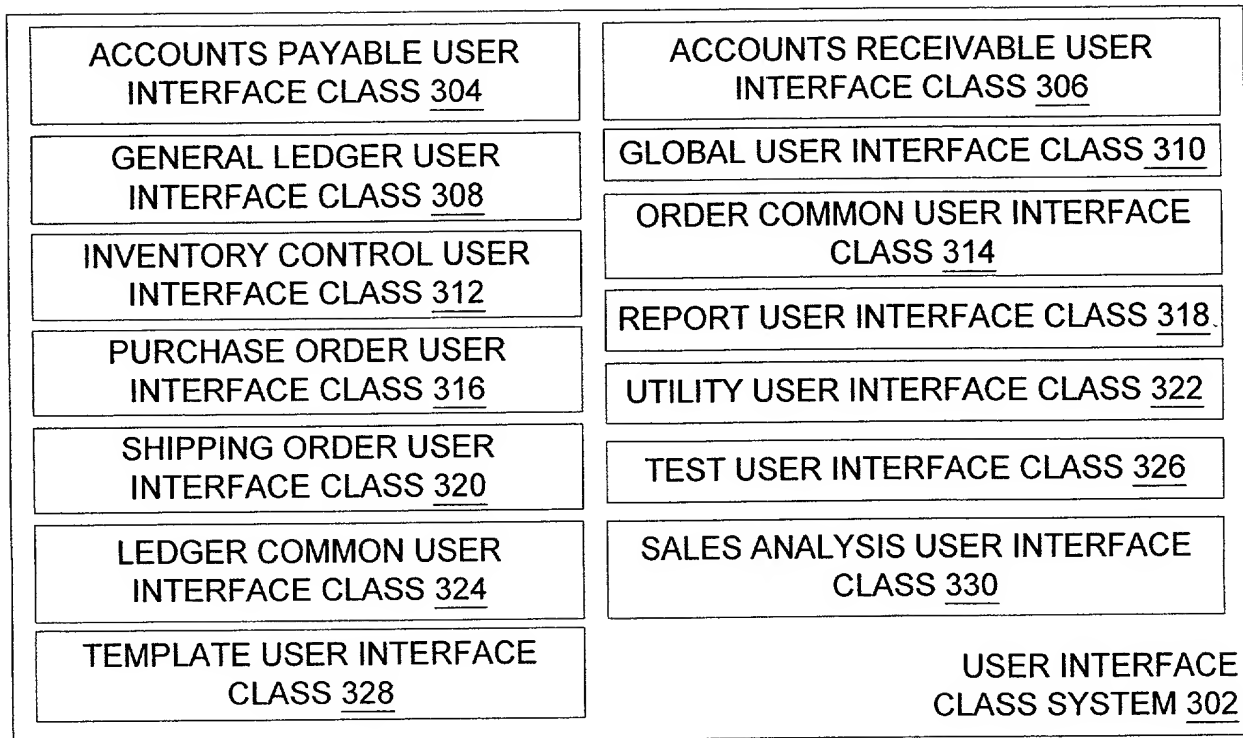 ACCOUNTS PAYABLE USER
INTERFACE CLASS 304
ACCOUNTS RECEIVABLE USER
INTERFACE CLASS 306
GENERAL LEDGER USER
INTERFACE CLASS 308
GLOBAL USER INTERFACE CLASS 310
INVENTORY CONTROL USER
INTERFACE CLASS 312
ORDER COMMON USER INTERFACE
CLASS 314
PURCHASE ORDER USER
INTERFACE CLASS 316
REPORT USER INTERFACE CLASS 318
SHIPPING ORDER USER
INTERFACE CLASS 320
UTILITY USER INTERFACE CLASS 322
LEDGER COMMON USER
INTERFACE CLASS 324
TEST USER INTERFACE CLASS 326
TEMPLATE USER INTERFACE
CLASS 328
SALES ANALYSIS USER INTERFACE
CLASS 330
USER INTERFACE
CLASS SYSTEM 302